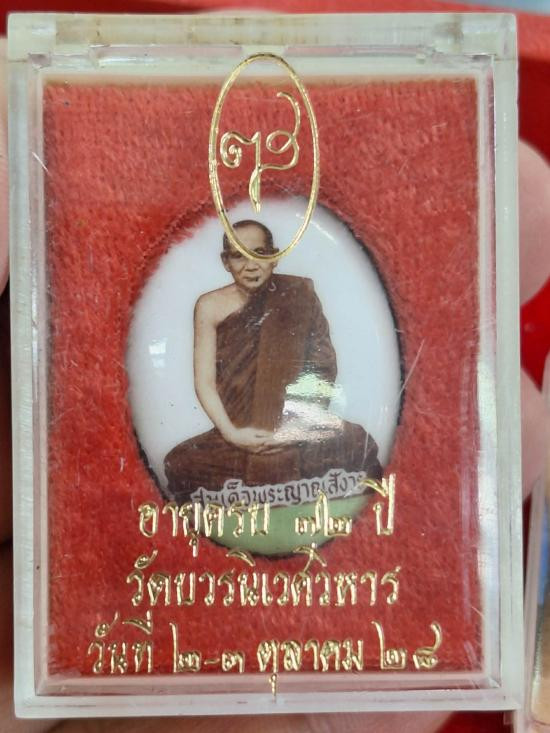 สมเด็จพระญาณสังวร
อายุครบ ๗๒ ปี
วัดบวรนิเวศวิหาร
วันที่ ๒-๓ ตุลาคม ๒๘